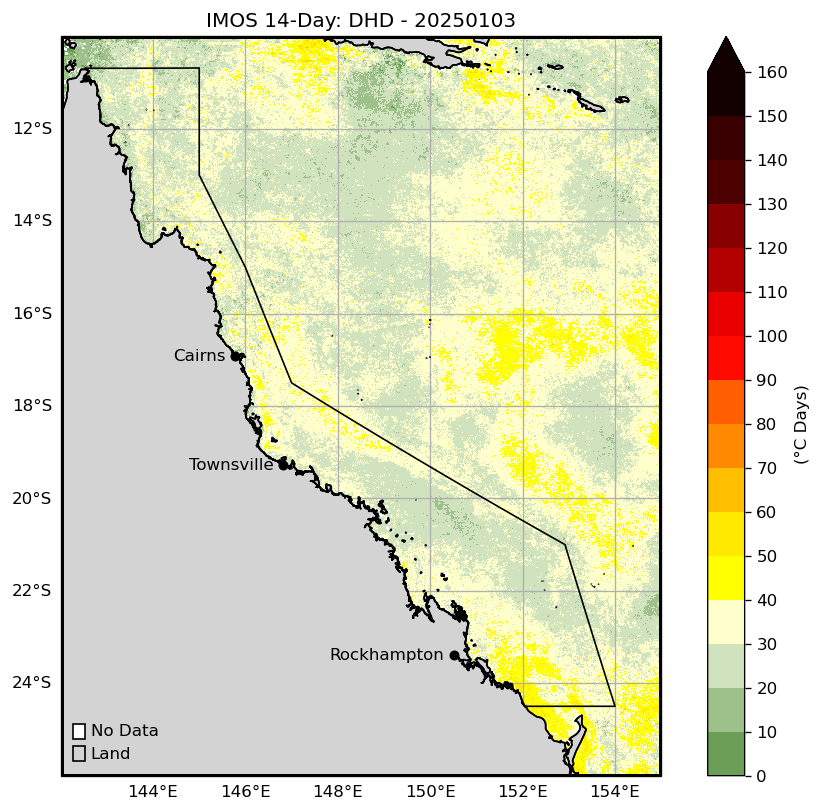 IMOS 14-Day: DHD - 20250103
12°S
14°S
16°S
18°S
20°S
22°S
24°S
Cairns
Townsville
Rockhampton
No Data
Land
144°E 146°E 148°E 150°E 152°E 154°E
160
150
140
130
120
110
100
90
80
70
60
50
40
30
20
10
0
(°C Days)